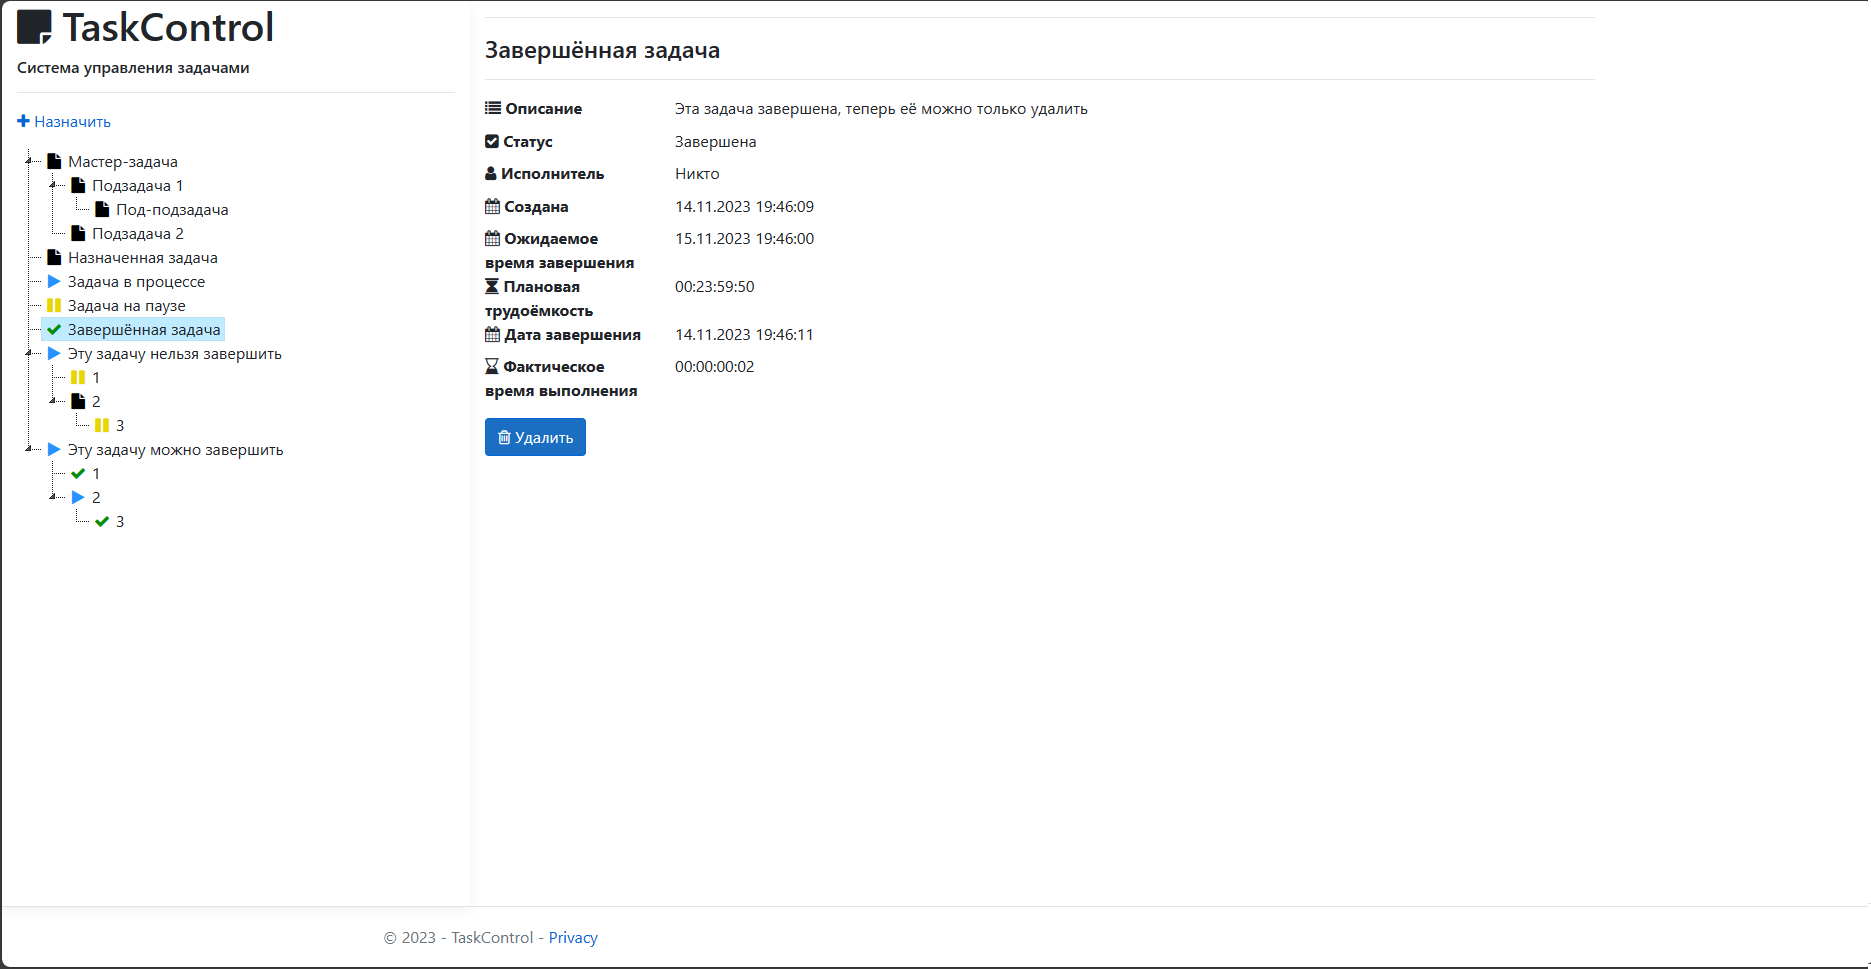 TaskControl
Система управления задачами
Назначить
Мастер-задача
Подзадача 1
Под-подзадача
Подзадача 2
Назначенная задача
Задача в процессе
Задача на паузе
Завершённая задача
Эту задачу нельзя завершить
1
2
3
Эту задачу можно завершить
1
2
3
Завершённая задача
Описание Эта задача завершена, теперь её можно только удалить
Статус Завершена
Исполнитель Никто
Создана 14.11.2023 19:46:09
Ожидаемое 15.11.2023 19:46:00
время завершения
Плановая 00:23:59:50
трудоёмкость
Дата завершения 14.11.2023 19:46:11
Фактическое 00:00:00:02
время выполнения
Удалить
© 2023 - TaskControl - Privacy